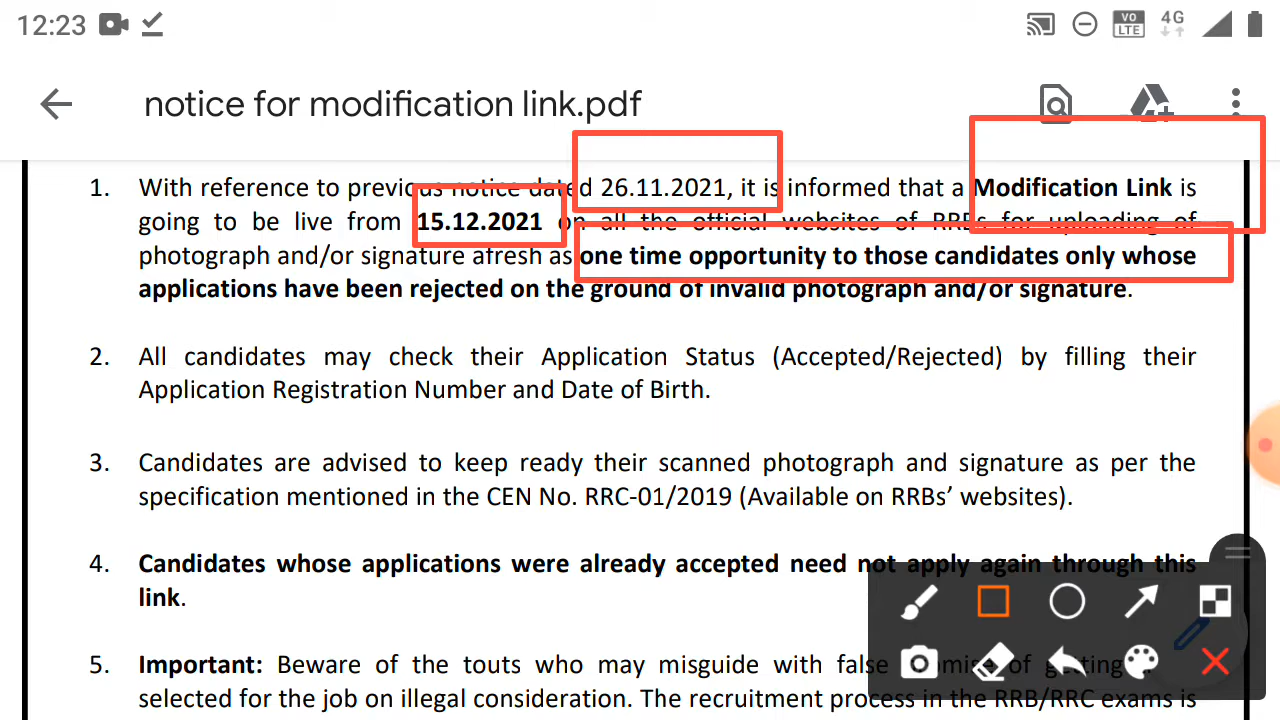 12:23 VO LTE 4G
notice for modification link.pdf
1. With reference to previous notice dated 26.11.2021, it is informed that a Modification Link is
going to be live from 15.12.2021 on all the official websites of RRBs for uploading of
photograph and/or signature afresh as one time opportunity to those candidates only whose
applications have been rejected on the ground of invalid photograph and/or signature.
2. All candidates may check their Application Status (Accepted/Rejected) by filling their
Application Registration Number and Date of Birth.
3. Candidates are advised to keep ready their scanned photograph and signature as per the
specification mentioned in the CEN No. RRC-01/2019 (Available on RRBs’ websites).
4. Candidates whose applications were already accepted need not apply again through this
link.
5. Important: Beware of the touts who may misguide with false of
selected for the job on illegal consideration. The recruitment process in the RRB/RRC exams is